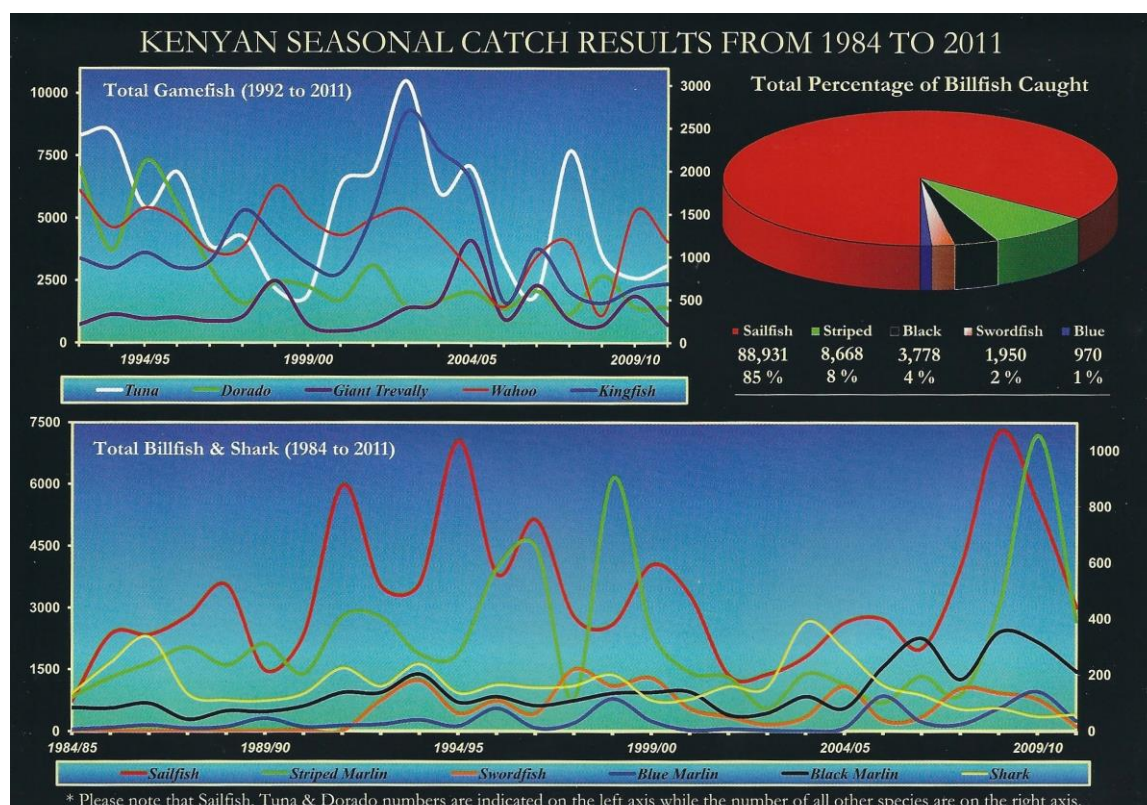 KENYAN SEASONAL CATCH RESULTS FROM 1984 TO 2011
Total Gamefish (1992 to 2011)
10000
7500
5000
2500
0
3000
2500
2000
1500
1000
500
0
1994/95 1999/00 2004/05 2009/10
Tuna Dorado Giant Trevally Wahoo Kingfish
Total Percentage of Billfish Caught
Sailfish Striped Black Swordfish Blue
88,931 8,668 3,778 1,950 970
85 % 8 % 4 % 2 % 1 %
Total Billfish & Shark (1984 to 2011)
7500
6000
4500
3000
1500
0
1000
800
600
400
200
0
1984/85 1989/90 1994/95 1999/00 2004/05 2009/10
Sailfish Striped Marlin Swordfish Blue Marlin Black Marlin Shark
* Please note that Sailfish, Tuna & Dorado numbers are indicated on the left axis while the number of all other species are on the right axis.